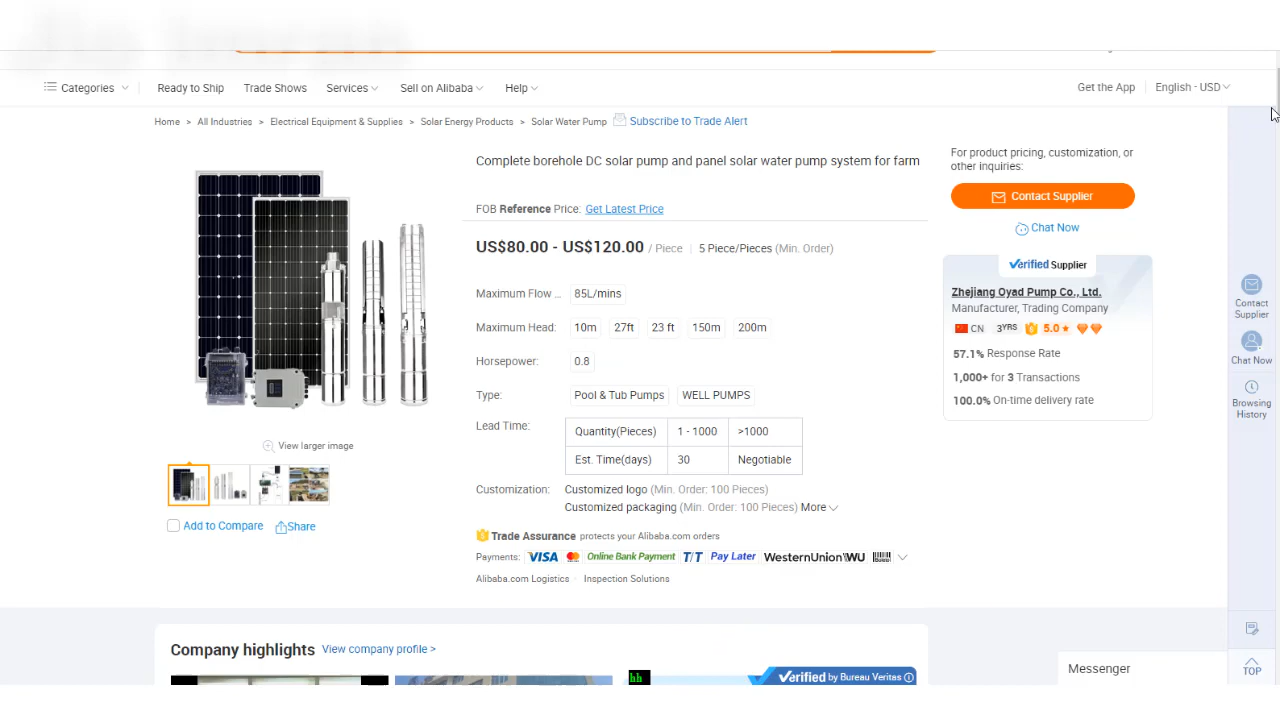 Categories
Ready to Ship
Trade Shows
Services
Sell on Alibaba
Help
Get the App
English - USD
Home > All Industries > Electrical Equipment & Supplies > Solar Energy Products > Solar Water Pump
Subscribe to Trade Alert
Complete borehole DC solar pump and panel solar water pump system for farm
FOB Reference Price: Get Latest Price
US$80.00 - US$120.00 / Piece | 5 Piece/Pieces (Min. Order)
Maximum Flow ... 85L/mins
Maximum Head: 10m 27ft 23 ft 150m 200m
Horsepower: 0.8
Type: Pool & Tub Pumps WELL PUMPS
Lead Time:
Quantity(Pieces) 1 - 1000 >1000
Est. Time(days) 30 Negotiable
Customization: Customized logo (Min. Order: 100 Pieces)
Customized packaging (Min. Order: 100 Pieces) More
Trade Assurance protects your Alibaba.com orders
Payments: VISA Online Bank Payment T/T Pay Later WesternUnion WU
Alibaba.com Logistics · Inspection Solutions
View larger image
Add to Compare
Share
For product pricing, customization, or
other inquiries:
Contact Supplier
Chat Now
Verified Supplier
Zhejiang Oyad Pump Co., Ltd.
Manufacturer, Trading Company
CN 3YRS 5.0
57.1% Response Rate
1,000+ for 3 Transactions
100.0% On-time delivery rate
Contact
Supplier
Chat Now
Browsing
History
TOP
Company highlights View company profile >
hh
Verified by Bureau Veritas
Messenger